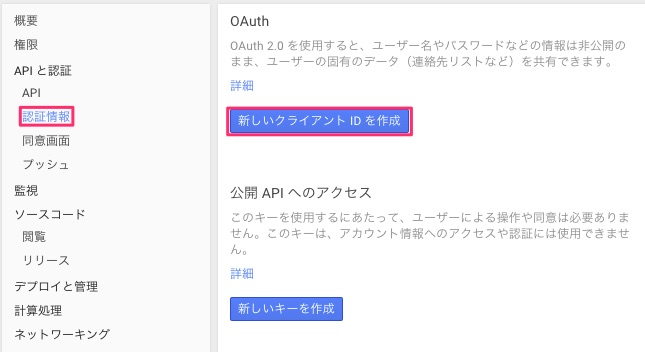 概要
権限
API と認証
API
認証情報
同意画面
プッシュ
監視
ソースコード
閲覧
リリース
デプロイと管理
計算処理
ネットワーキング
OAuth
OAuth 2.0 を使用すると、ユーザー名やパスワードなどの情報は非公開の
まま、ユーザーの固有のデータ（連絡先リストなど）を共有できます。
詳細
新しいクライアント ID を作成
公開 API へのアクセス
このキーを使用するにあたって、ユーザーによる操作や同意は必要ありま
せん。このキーは、アカウント情報へのアクセスや認証には使用できませ
ん。
詳細
新しいキーを作成